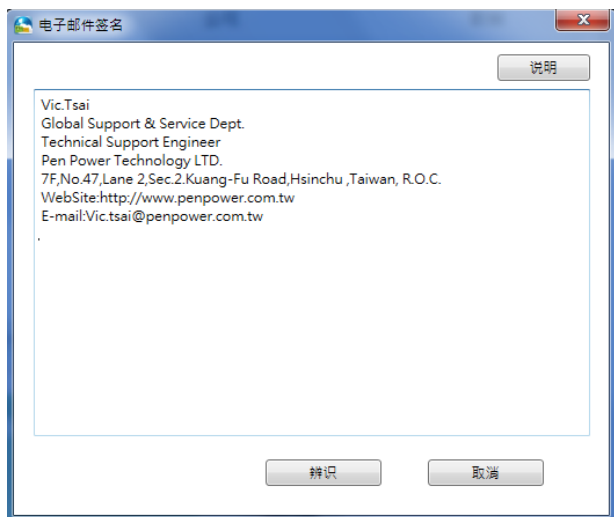 电子邮件签名
说明
Vic.Tsai
Global Support & Service Dept.
Technical Support Engineer
Pen Power Technology LTD.
7F,No.47,Lane 2,Sec.2.Kuang-Fu Road,Hsinchu ,Taiwan, R.O.C.
WebSite:http://www.penpower.com.tw
E-mail:Vic.tsai@penpower.com.tw
.
辨识
取消